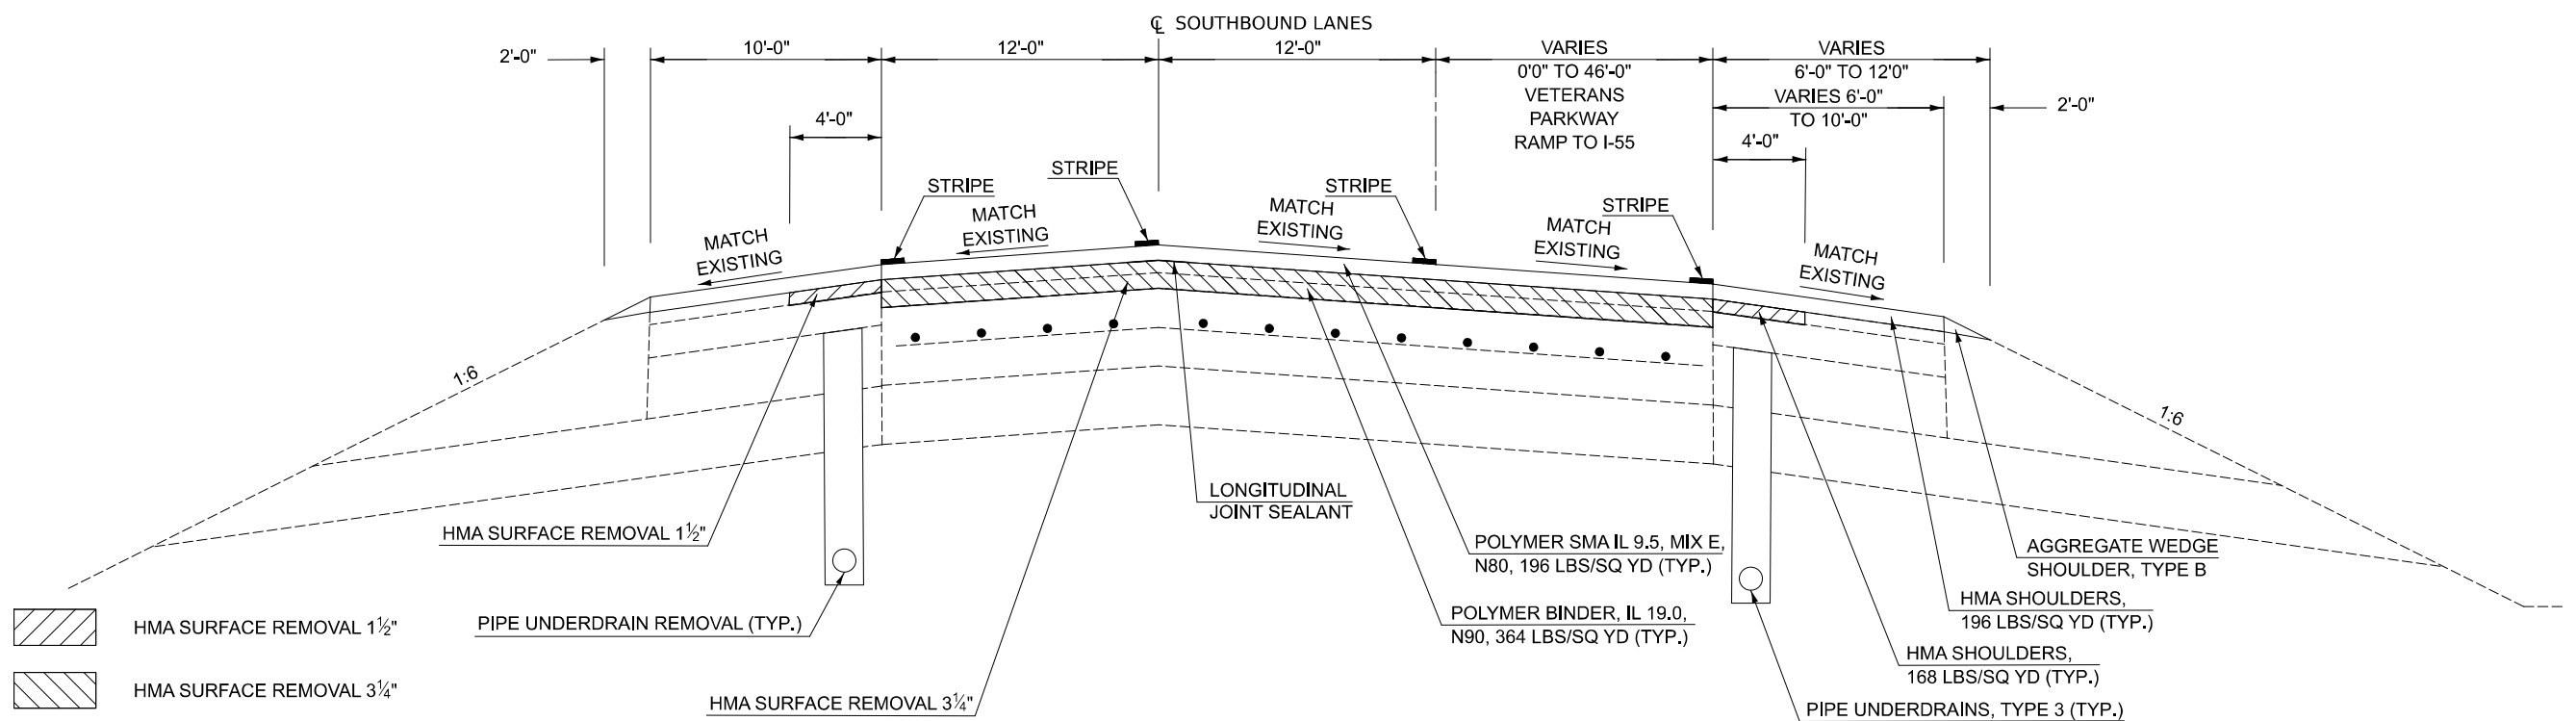 ℄ SOUTHBOUND LANES
2'-0"
10'-0"
12'-0"
12'-0"
VARIES
0'0" TO 46'-0"
VETERANS
PARKWAY
RAMP TO I-55
VARIES
6'-0" TO 12'0"
VARIES 6'-0"
TO 10'-0"
2'-0"
4'-0"
4'-0"
STRIPE
STRIPE
STRIPE
STRIPE
MATCH
EXISTING
MATCH
EXISTING
MATCH
EXISTING
MATCH
EXISTING
MATCH
EXISTING
1:6
1:6
LONGITUDINAL
JOINT SEALANT
HMA SURFACE REMOVAL 1½"
POLYMER SMA IL 9.5, MIX E,
N80, 196 LBS/SQ YD (TYP.)
AGGREGATE WEDGE
SHOULDER, TYPE B
HMA SHOULDERS,
196 LBS/SQ YD (TYP.)
PIPE UNDERDRAIN REMOVAL (TYP.)
POLYMER BINDER, IL 19.0,
N90, 364 LBS/SQ YD (TYP.)
HMA SHOULDERS,
168 LBS/SQ YD (TYP.)
HMA SURFACE REMOVAL 1½"
HMA SURFACE REMOVAL 3¼"
HMA SURFACE REMOVAL 3¼"
PIPE UNDERDRAINS, TYPE 3 (TYP.)